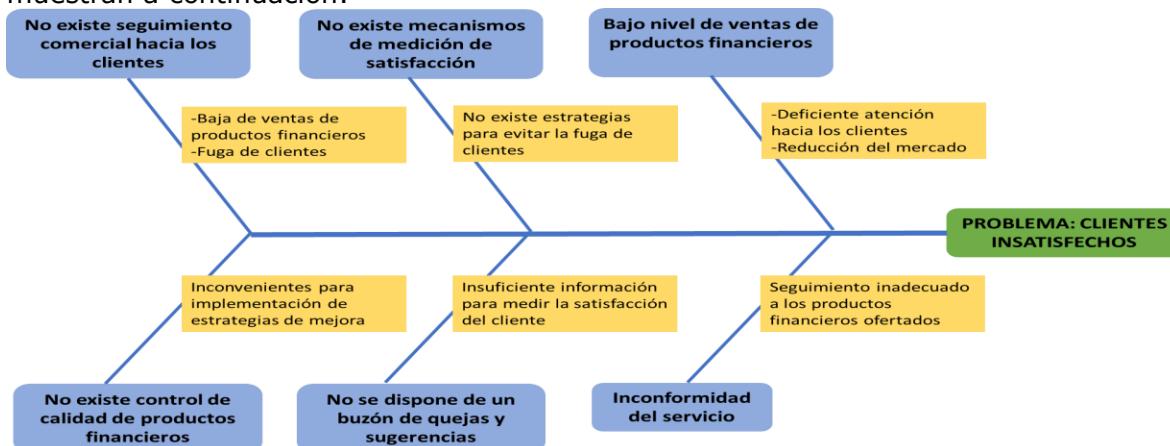 muestran a continuación.
No existe seguimiento
comercial hacia los
clientes
No existe mecanismos
de medición de
satisfacción
Bajo nivel de ventas de
productos financieros
-Baja de ventas de
productos financieros
-Fuga de clientes
No existe estrategias
para evitar la fuga de
clientes
-Deficiente atención
hacia los clientes
-Reducción del mercado
PROBLEMA: CLIENTES
INSATISFECHOS
Inconvenientes para
implementación de
estrategias de mejora
Insuficiente información
para medir la satisfacción
del cliente
Seguimiento inadecuado
a los productos
financieros ofertados
No existe control de
calidad de productos
financieros
No se dispone de un
buzón de quejas y
sugerencias
Inconformidad
del servicio